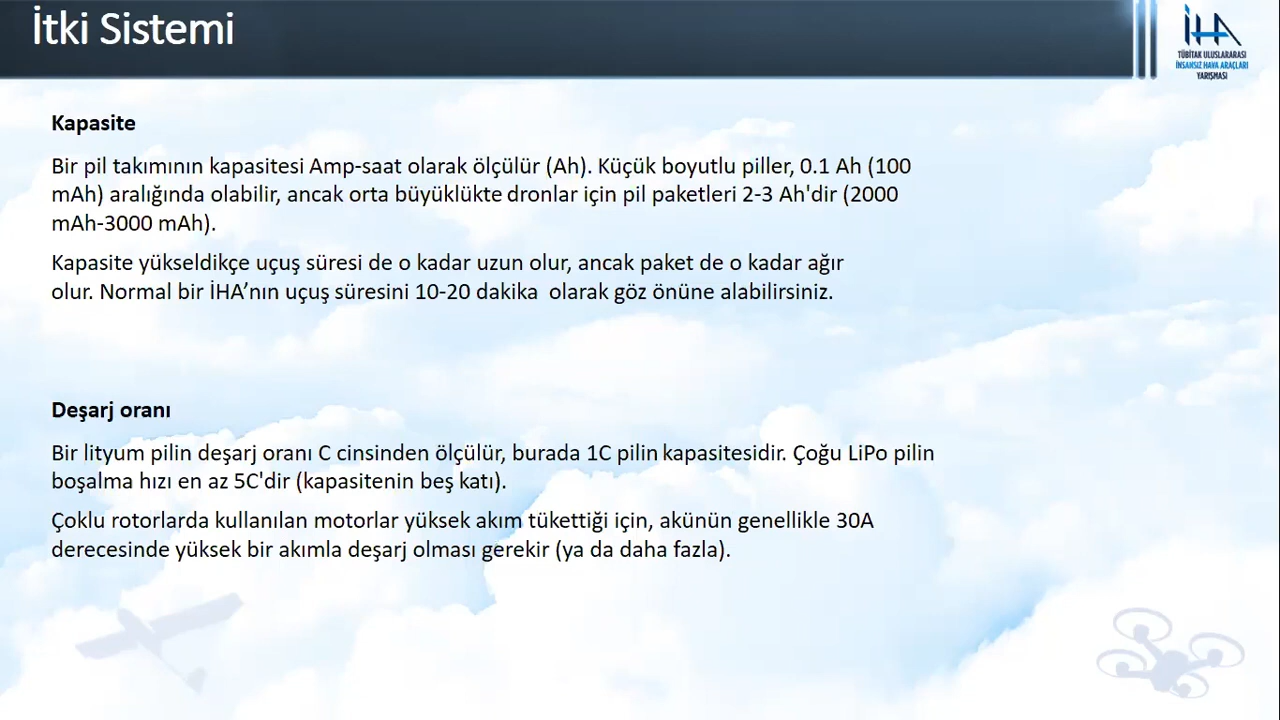 İtki Sistemi
İHA
TÜBİTAK ULUSLARARASI
İNSANSIZ HAVA ARAÇLARI
YARIŞMASI
Kapasite
Bir pil takımının kapasitesi Amp-saat olarak ölçülür (Ah). Küçük boyutlu piller, 0.1 Ah (100
mAh) aralığında olabilir, ancak orta büyüklükte dronlar için pil paketleri 2-3 Ah'dir (2000
mAh-3000 mAh).
Kapasite yükseldikçe uçuş süresi de o kadar uzun olur, ancak paket de o kadar ağır
olur. Normal bir İHA’nın uçuş süresini 10-20 dakika  olarak göz önüne alabilirsiniz.
Deşarj oranı
Bir lityum pilin deşarj oranı C cinsinden ölçülür, burada 1C pilin kapasitesidir. Çoğu LiPo pilin
boşalma hızı en az 5C'dir (kapasitenin beş katı).
Çoklu rotorlarda kullanılan motorlar yüksek akım tükettiği için, akünün genellikle 30A
derecesinde yüksek bir akımla deşarj olması gerekir (ya da daha fazla).